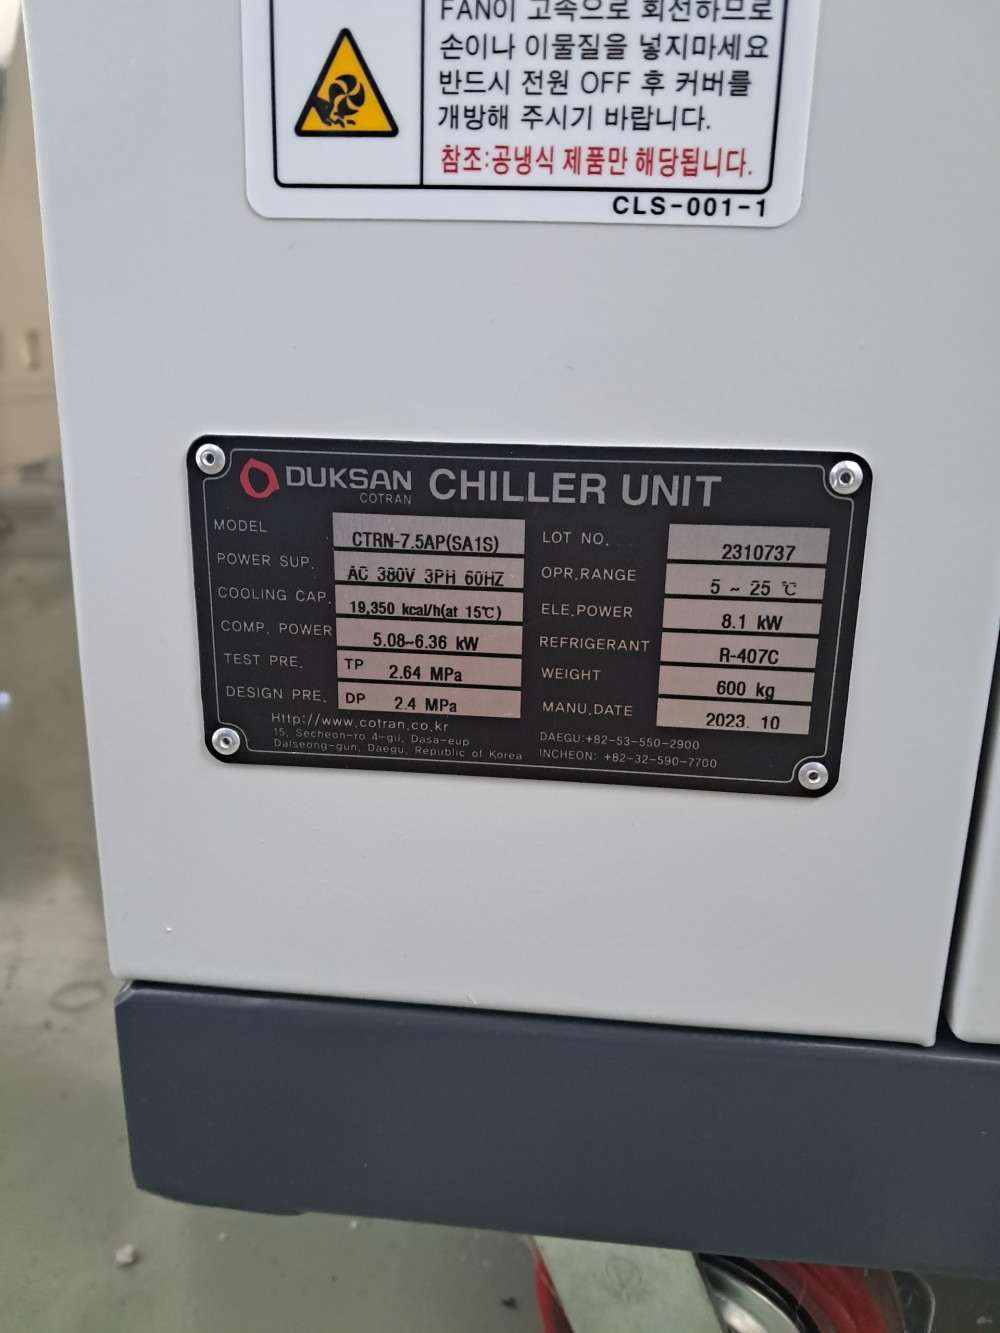 FAN이 고속으로 회전하므로
손이나 이물질을 넣지마세요
반드시 전원 OFF 후 커버를
개방해 주시기 바랍니다.
참조:공냉식 제품만 해당됩니다.
CLS-001-1
DUKSAN COTRAN CHILLER UNIT
MODEL CTRN-7.5AP(SA1S)
POWER SUP. AC 380V 3PH 60HZ
COOLING CAP. 19,350 kcal/h(at 15℃)
COMP. POWER 5.08~6.36 kW
TEST PRE. TP 2.64 MPa
DESIGN PRE. DP 2.4 MPa
LOT NO. 2310737
OPR.RANGE 5 ~ 25 ℃
ELE.POWER 8.1 kW
REFRIGERANT R-407C
WEIGHT 600 kg
MANU.DATE 2023. 10
Http://www.cotran.co.kr
15, Secheon-ro 4-gil, Dasa-eup
Dalseong-gun, Daegu, Republic of Korea
DAEGU:+82-53-550-2900
INCHEON: +82-32-590-7700